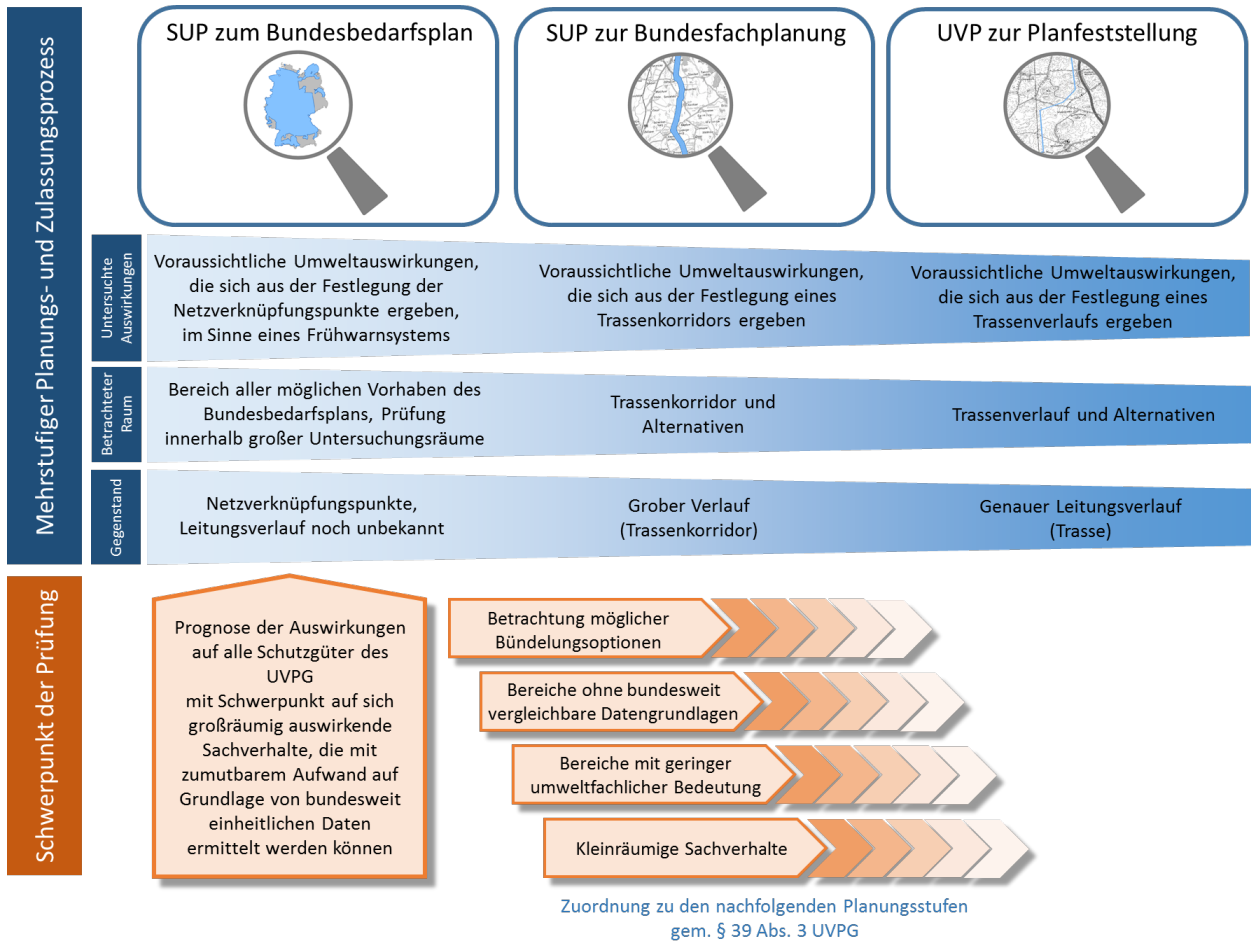 Mehrstufiger Planungs- und Zulassungsprozess
SUP zum Bundesbedarfsplan
SUP zur Bundesfachplanung
UVP zur Planfeststellung
Untersuchte
Auswirkungen
Voraussichtliche Umweltauswirkungen,
die sich aus der Festlegung der
Netzverknüpfungspunkte ergeben,
im Sinne eines Frühwarnsystems
Voraussichtliche Umweltauswirkungen,
die sich aus der Festlegung eines
Trassenkorridors ergeben
Voraussichtliche Umweltauswirkungen,
die sich aus der Festlegung eines
Trassenverlaufs ergeben
Betrachteter
Raum
Bereich aller möglichen Vorhaben des
Bundesbedarfsplans, Prüfung
innerhalb großer Untersuchungsräume
Trassenkorridor und
Alternativen
Trassenverlauf und Alternativen
Gegenstand
Netzverknüpfungspunkte,
Leitungsverlauf noch unbekannt
Grober Verlauf
(Trassenkorridor)
Genauer Leitungsverlauf
(Trasse)
Schwerpunkt der Prüfung
Prognose der Auswirkungen
auf alle Schutzgüter des
UVPG
mit Schwerpunkt auf sich
großräumig auswirkende
Sachverhalte, die mit
zumutbarem Aufwand auf
Grundlage von bundesweit
einheitlichen Daten
ermittelt werden können
Betrachtung möglicher
Bündelungsoptionen
Bereiche ohne bundesweit
vergleichbare Datengrundlagen
Bereiche mit geringer
umweltfachlicher Bedeutung
Kleinräumige Sachverhalte
Zuordnung zu den nachfolgenden Planungsstufen
gem. § 39 Abs. 3 UVPG